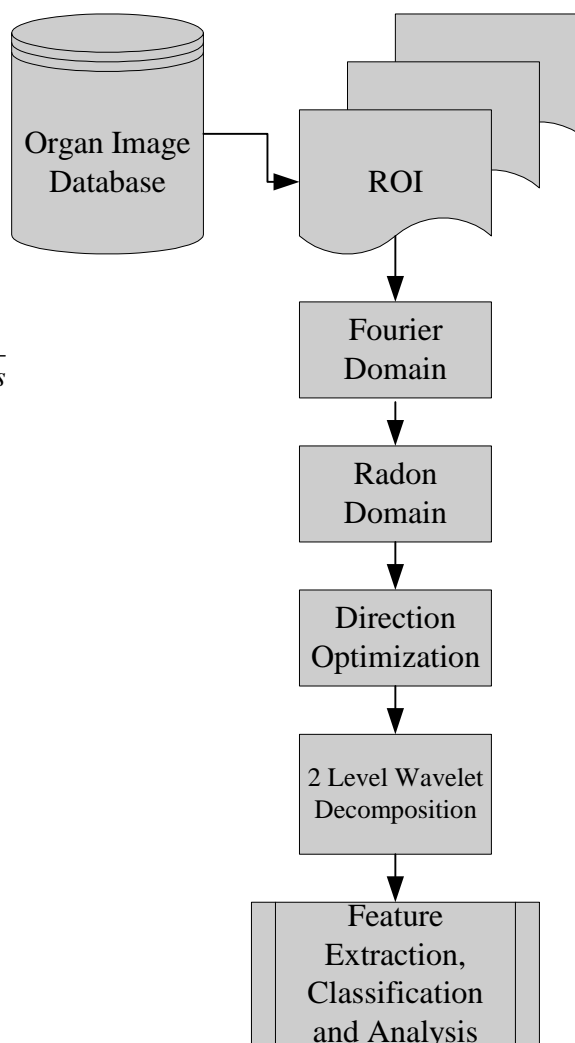 Organ Image
Database
ROI
Fourier
Domain
s
Radon
Domain
Direction
Optimization
2 Level Wavelet
Decomposition
Feature
Extraction,
Classification
and Analysis